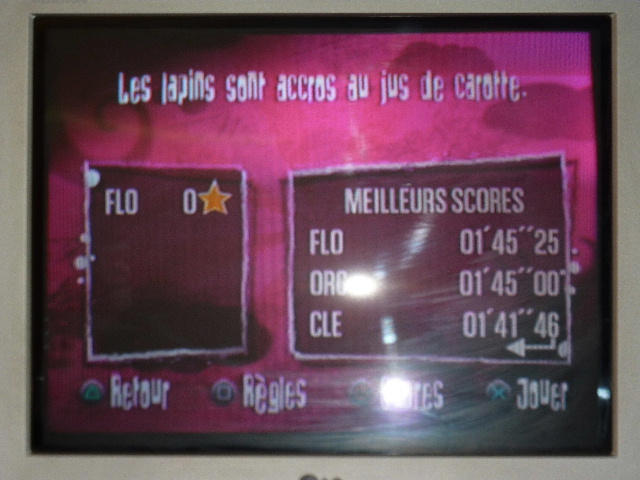 Les lapins sont accros au jus de carotte.
FLO 0
MEILLEURS SCORES
FLO 01'45''25
01'45''00
CLE 01'41''46
Retour Règles Jouer